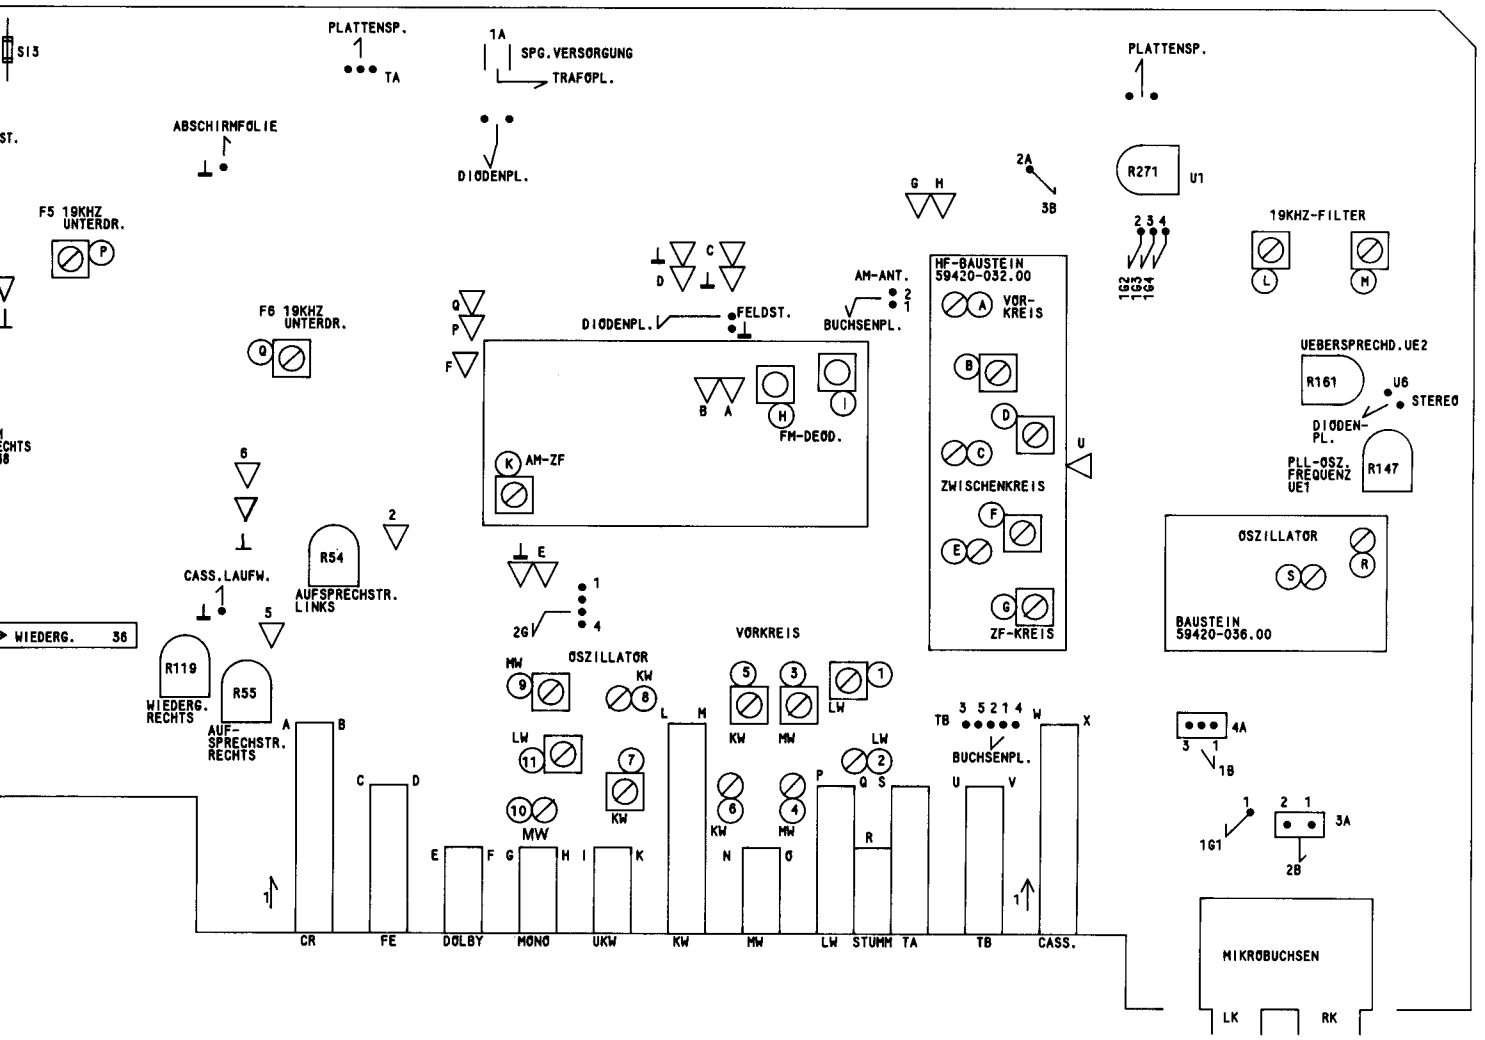 PLATTENSP.
TA
1A
SPG.VERSORGUNG
TRAFOPL.
PLATTENSP.
SI3
ABSCHIRMFOLIE
ST.
DIODENPL.
2A
3B
R271
U1
G H
F5 19KHZ
UNTERDR.
P
2 3 4
1G2
1G3
1G4
19KHZ-FILTER
L
M
C
D
HF-BAUSTEIN
59420-032.00
A
VOR-
KREIS
AM-ANT.
2
1
BUCHSENPL.
Q
P
F
DIODENPL.
FELDST.
F6 19KHZ
UNTERDR.
Q
UEBERSPRECHD.UE2
R161
U6
STEREO
DIODEN-
PL.
B
D
C
ZWISCHENKREIS
F
E
G
ZF-KREIS
U
B A
H
I
FM-DEOD.
K
AM-ZF
ECHTS
PLL-OSZ.
FREQUENZ
UE1
R147
6
2
R54
AUFSPRECHSTR.
LINKS
E
OSZILLATOR
R
S
BAUSTEIN
59420-036.00
CASS.LAUFW.
1
5
1
4
2G
WIEDERG. 36
R119
WIEDERG.
RECHTS
R55
AUF-
SPRECHSTR.
RECHTS
OSZILLATOR
VORKREIS
MW
9
KW
8
5
KW
3
MW
1
LW
LW
11
7
KW
10
MW
6
KW
4
MW
LW
2
TB
3 5 2 1 4
BUCHSENPL.
4A
3 1
1B
A B
C D
E F
G H
I K
L M
N O
P Q
R
S
U V
W X
1
1
1
1G1
2 1
3A
2B
CR
FE
DOLBY
MONO
UKW
KW
MW
LW
STUMM
TA
TB
CASS.
MIKROBUCHSEN
LK
RK